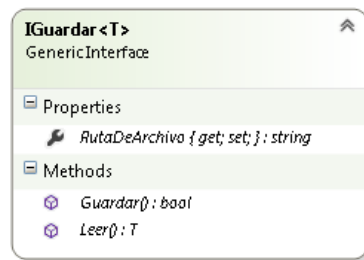 IGuardar<T>
GenericInterface
Properties
RutaDeArchivo { get; set; } : string
Methods
Guardar() : bool
Leer() : T